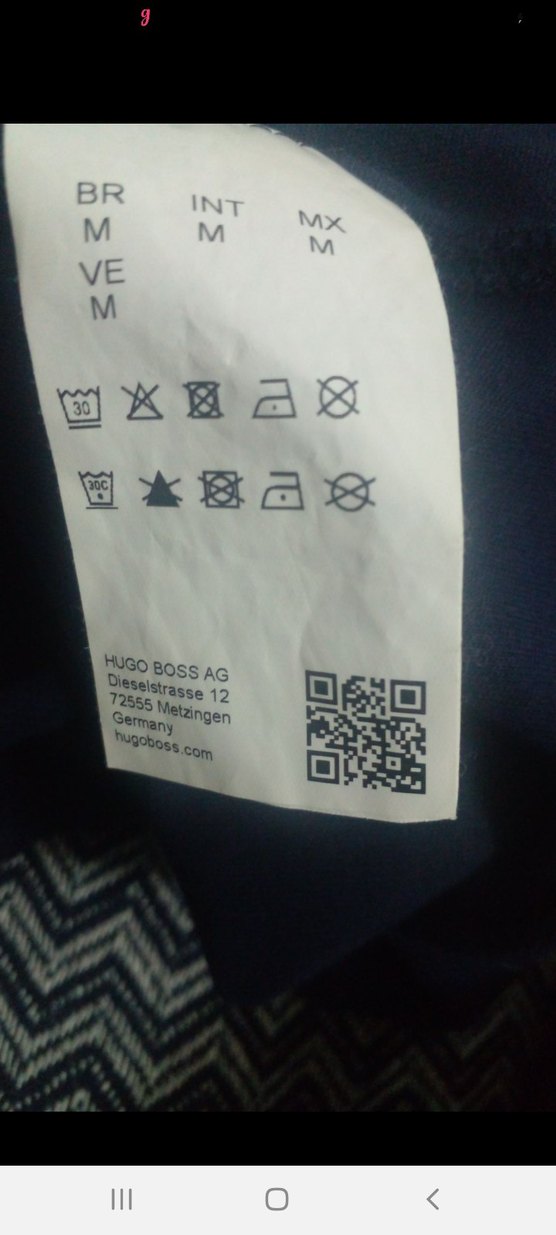 g
BR INT MX
M M M
VE
M
30
30C
HUGO BOSS AG
Dieselstrasse 12
72555 Metzingen
Germany
hugoboss.com